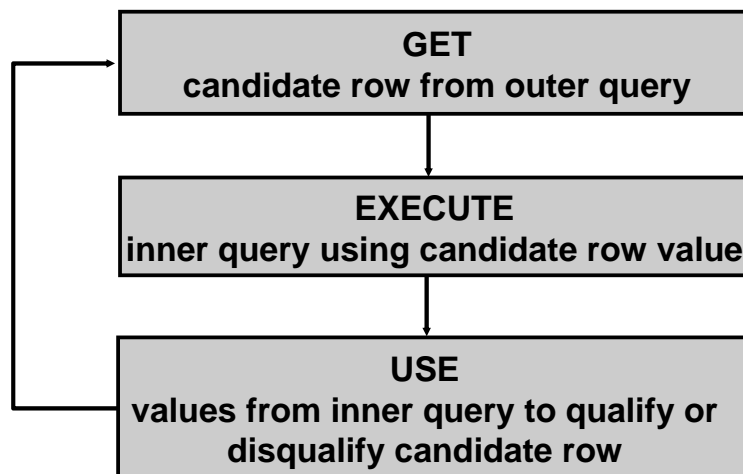 GET
candidate row from outer query
EXECUTE
inner query using candidate row value
USE
values from inner query to qualify or
disqualify candidate row